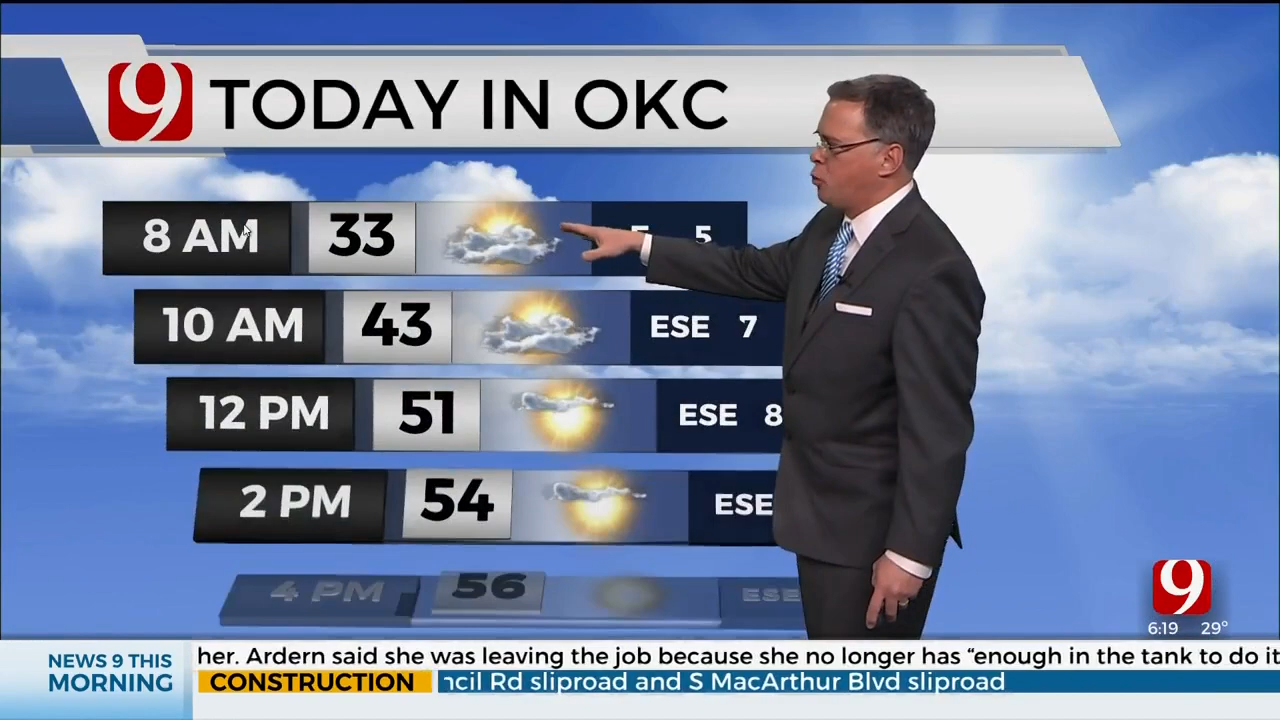 9 TODAY IN OKC
8 AM 33 E 5
10 AM 43 ESE 7
12 PM 51 ESE 8
2 PM 54 ESE
4 PM 56 ESE
9
6:19 29°
NEWS 9 THIS MORNING
her. Ardern said she was leaving the job because she no longer has “enough in the tank to do it
CONSTRUCTION ncil Rd sliproad and S MacArthur Blvd sliproad